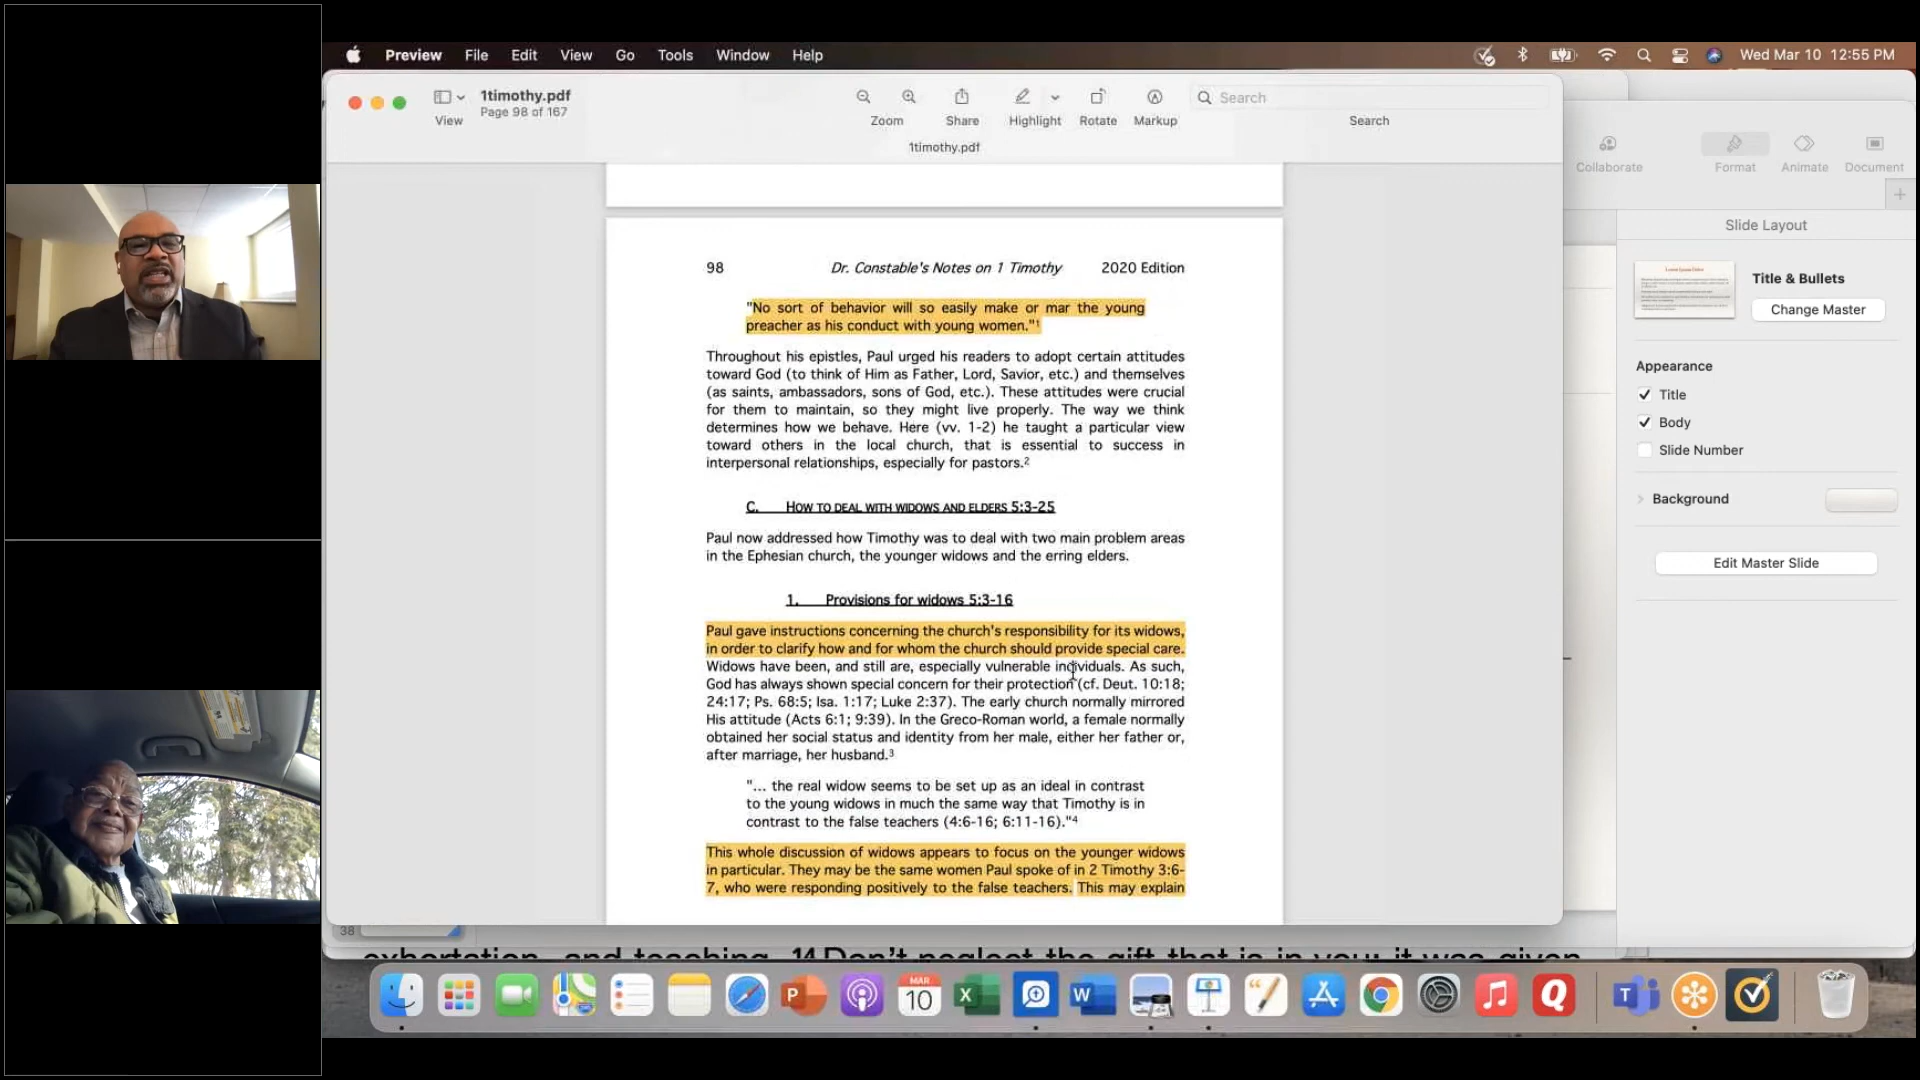 Preview File Edit View Go Tools Window Help
Wed Mar 10 12:55 PM
1timothy.pdf
Page 98 of 167
View
Zoom
Share
Highlight
Rotate
Markup
Search
Search
1timothy.pdf
98 Dr. Constable's Notes on 1 Timothy 2020 Edition
"No sort of behavior will so easily make or mar the young
preacher as his conduct with young women."1
Throughout his epistles, Paul urged his readers to adopt certain attitudes
toward God (to think of Him as Father, Lord, Savior, etc.) and themselves
(as saints, ambassadors, sons of God, etc.). These attitudes were crucial
for them to maintain, so they might live properly. The way we think
determines how we behave. Here (vv. 1-2) he taught a particular view
toward others in the local church, that is essential to success in
interpersonal relationships, especially for pastors.2
C. HOW TO DEAL WITH WIDOWS AND ELDERS 5:3-25
Paul now addressed how Timothy was to deal with two main problem areas
in the Ephesian church, the younger widows and the erring elders.
1. Provisions for widows 5:3-16
Paul gave instructions concerning the church's responsibility for its widows,
in order to clarify how and for whom the church should provide special care.
Widows have been, and still are, especially vulnerable individuals. As such,
God has always shown special concern for their protection (cf. Deut. 10:18;
24:17; Ps. 68:5; Isa. 1:17; Luke 2:37). The early church normally mirrored
His attitude (Acts 6:1; 9:39). In the Greco-Roman world, a female normally
obtained her social status and identity from her male, either her father or,
after marriage, her husband.3
"... the real widow seems to be set up as an ideal in contrast
to the young widows in much the same way that Timothy is in
contrast to the false teachers (4:6-16; 6:11-16)."4
This whole discussion of widows appears to focus on the younger widows
in particular. They may be the same women Paul spoke of in 2 Timothy 3:6-
7, who were responding positively to the false teachers. This may explain
Collaborate
Format
Animate
Document
Slide Layout
Title & Bullets
Change Master
Appearance
Title
Body
Slide Number
Background
Edit Master Slide
38
exhortation, and teaching. 14 Don't neglect the gift that is in you; it was given
MAR
10